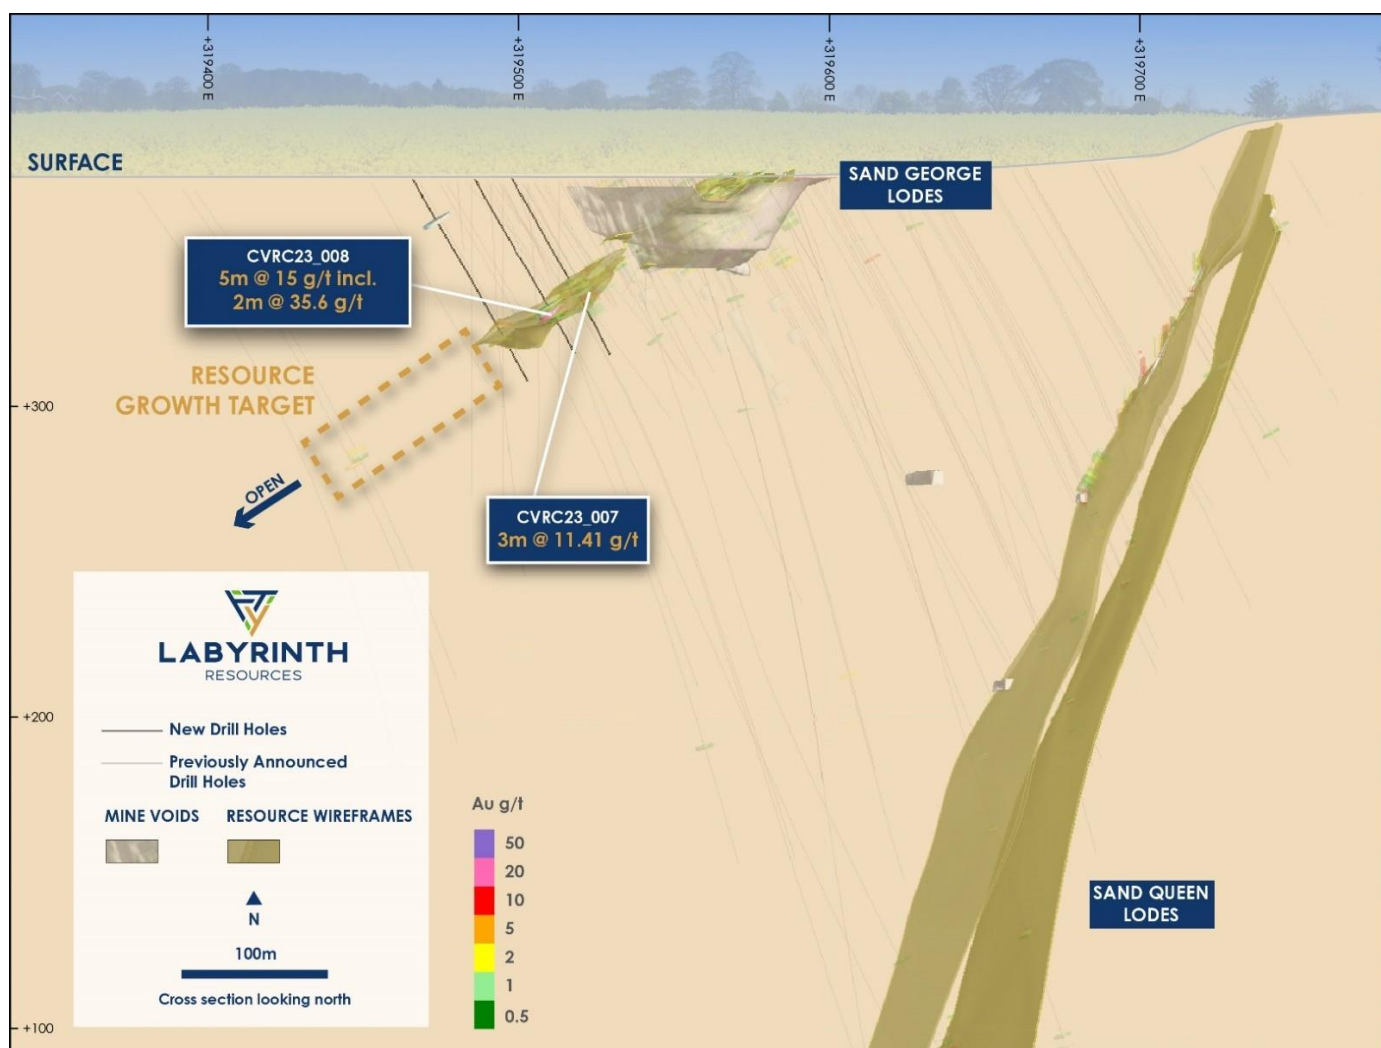 +319400 E
+319500 E
+319600 E
+319700 E
SURFACE
SAND GEORGE
LODES
CVRC23_008
5m @ 15 g/t incl.
2m @ 35.6 g/t
RESOURCE
GROWTH TARGET
+300
OPEN
CVRC23_007
3m @ 11.41 g/t
LABYRINTH
RESOURCES
New Drill Holes
Previously Announced
Drill Holes
MINE VOIDS
RESOURCE WIREFRAMES
N
100m
Cross section looking north
+200
+100
Au g/t
50
20
10
5
2
1
0.5
SAND QUEEN
LODES